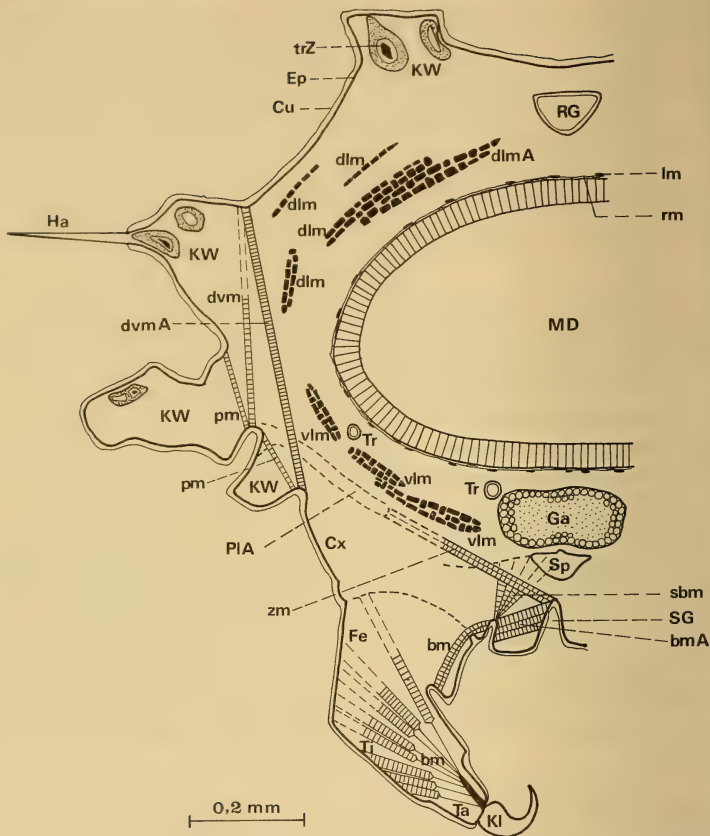 trZ
KW
Ep
Cu
RG
dlm
dlmA
lm
dlm
rm
Ha
dlm
KW
dlm
dvm
dvmA
MD
KW
pm
vlm
Tr
pm
vlm
KW
Tr
Ga
PlA
Cx
vlm
Sp
zm
sbm
Fe
bm
SG
bmA
Ti
bm
Ta
Kl
0,2 mm